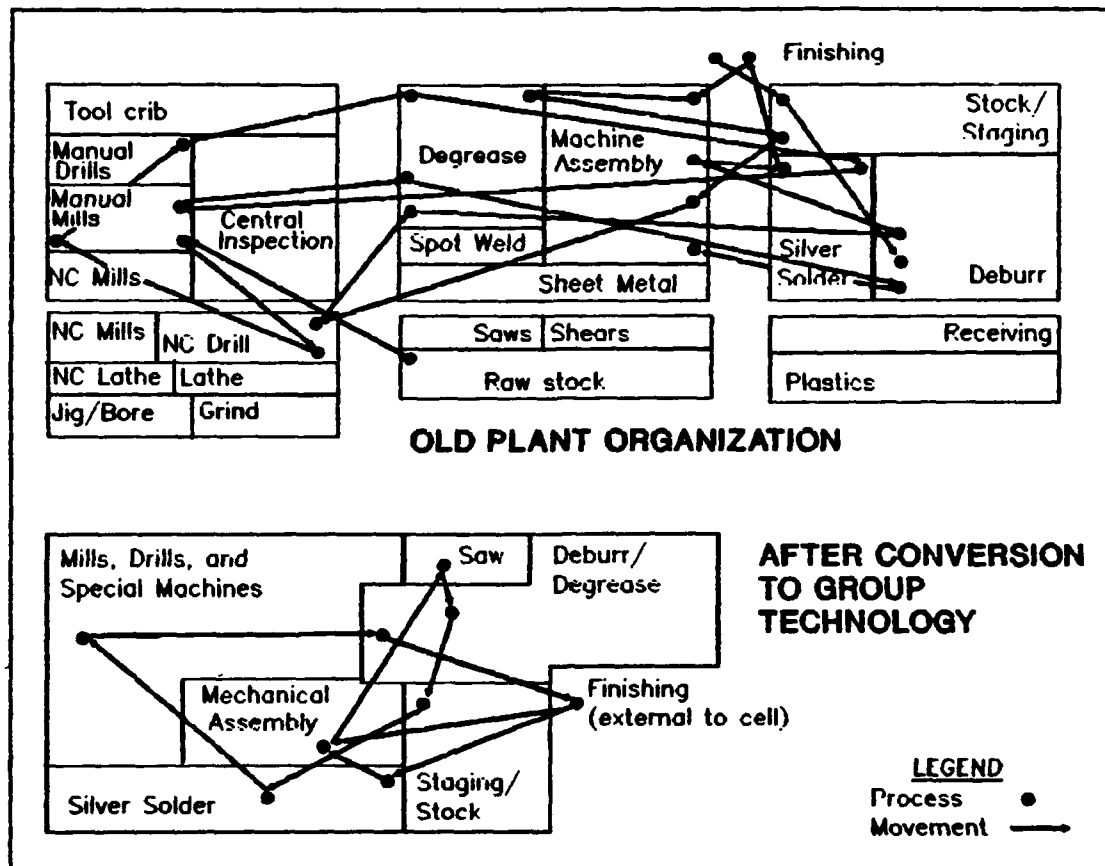 Finishing
Tool crib
Stock/
Staging
Manual
Drills
Degrease
Machine
Assembly
Manual
Mills
Central
Inspection
Spot Weld
Silver
Solder
NC Mills
Sheet Metal
Deburr
NC Mills
NC Drill
Saws
Shears
Receiving
NC Lathe
Lathe
Raw stock
Plastics
Jig/Bore
Grind
OLD PLANT ORGANIZATION
Mills, Drills, and
Special Machines
Saw
Deburr/
Degrease
AFTER CONVERSION
TO GROUP
TECHNOLOGY
Mechanical
Assembly
Finishing
(external to cell)
Silver Solder
Staging/
Stock
LEGEND
Process
Movement